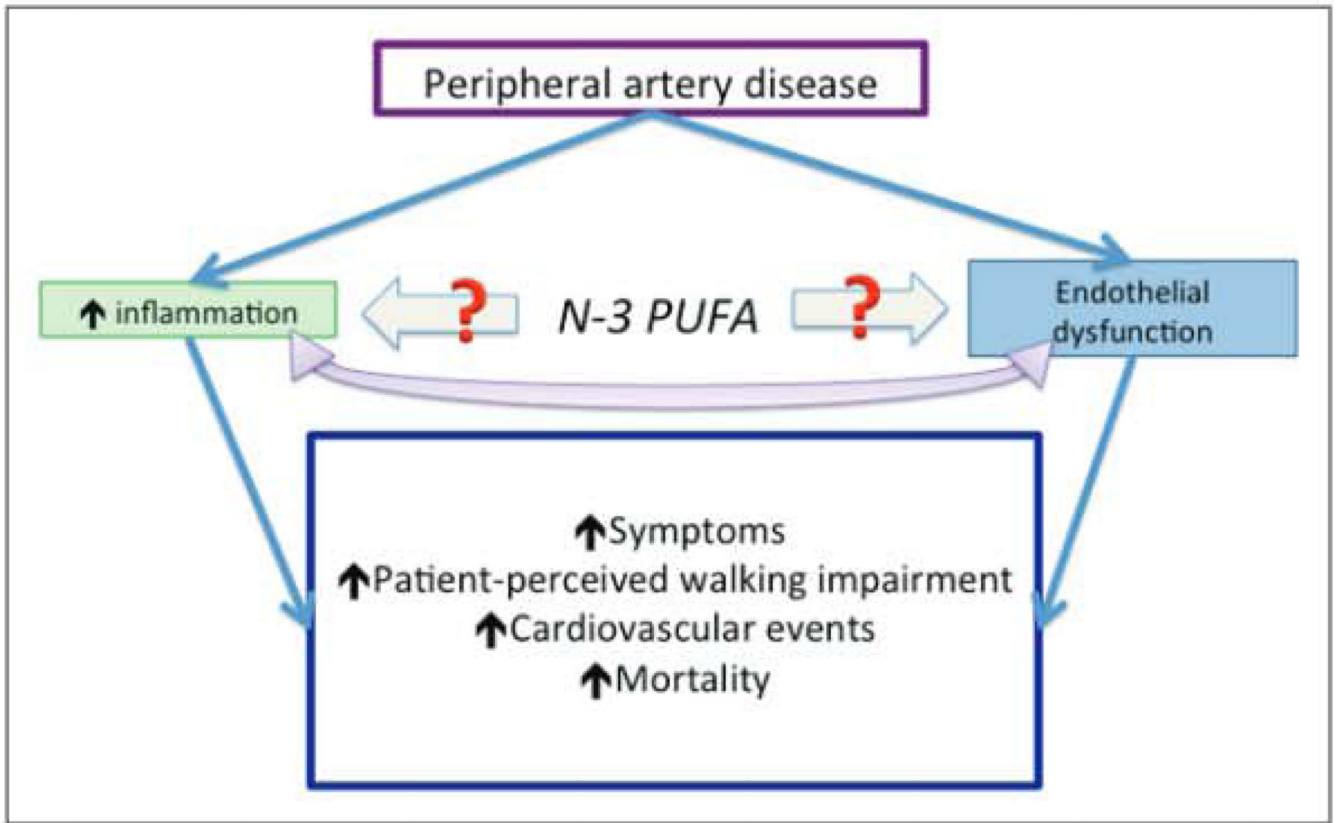 Peripheral artery disease
↑ inflammation
? N-3 PUFA ?
Endothelial
dysfunction
↑Symptoms
↑Patient-perceived walking impairment
↑Cardiovascular events
↑Mortality